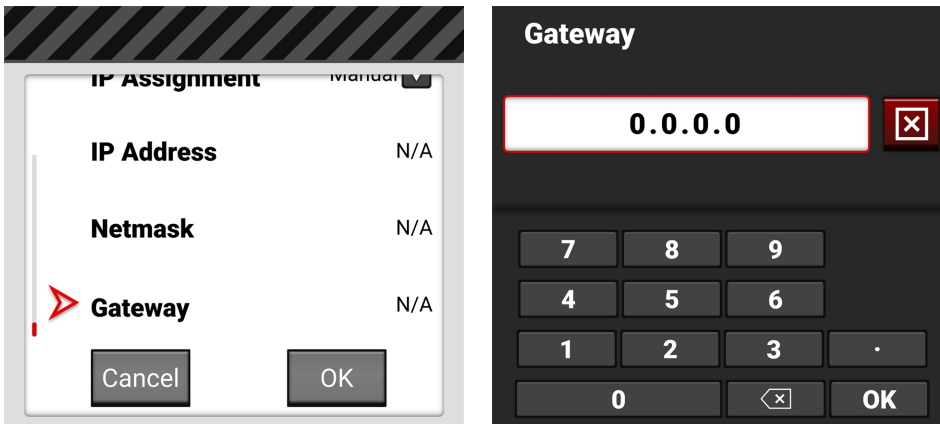 IP Assignment Manual
IP Address N/A
Netmask N/A
Gateway N/A
Cancel OK
Gateway
0.0.0.0
7 8 9
4 5 6
1 2 3 .
0 OK